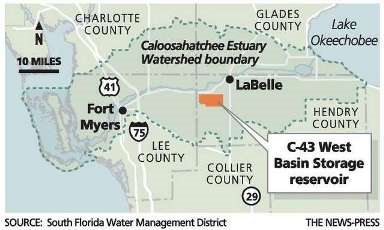 CHARLOTTE
COUNTY
GLADES
COUNTY
Lake
Okeechobee
N
10 MILES
Caloosahatchee Estuary
Watershed boundary
41
LaBelle
Fort
Myers
75
HENDRY
COUNTY
LEE
COUNTY
C-43 West
Basin Storage
reservoir
COLLIER
COUNTY
29
SOURCE: South Florida Water Management District
THE NEWS-PRESS